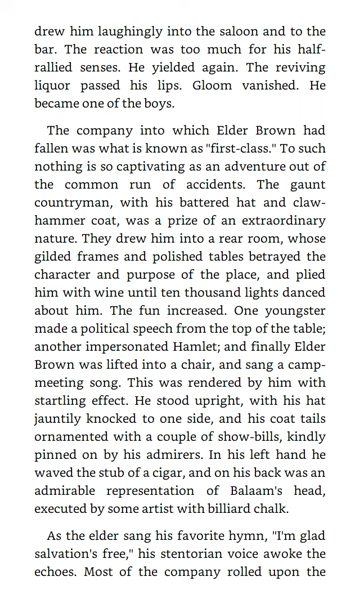 drew him laughingly into the saloon and to the
bar. The reaction was too much for his half-
rallied senses. He yielded again. The reviving
liquor passed his lips. Gloom vanished. He
became one of the boys.
The company into which Elder Brown had
fallen was what is known as "first-class." To such
nothing is so captivating as an adventure out of
the common run of accidents. The gaunt
countryman, with his battered hat and claw-
hammer coat, was a prize of an extraordinary
nature. They drew him into a rear room, whose
gilded frames and polished tables betrayed the
character and purpose of the place, and plied
him with wine until ten thousand lights danced
about him. The fun increased. One youngster
made a political speech from the top of the table;
another impersonated Hamlet; and finally Elder
Brown was lifted into a chair, and sang a camp-
meeting song. This was rendered by him with
startling effect. He stood upright, with his hat
jauntily knocked to one side, and his coat tails
ornamented with a couple of show-bills, kindly
pinned on by his admirers. In his left hand he
waved the stub of a cigar, and on his back was an
admirable representation of Balaam's head,
executed by some artist with billiard chalk.
As the elder sang his favorite hymn, "I'm glad
salvation's free," his stentorian voice awoke the
echoes. Most of the company rolled upon the